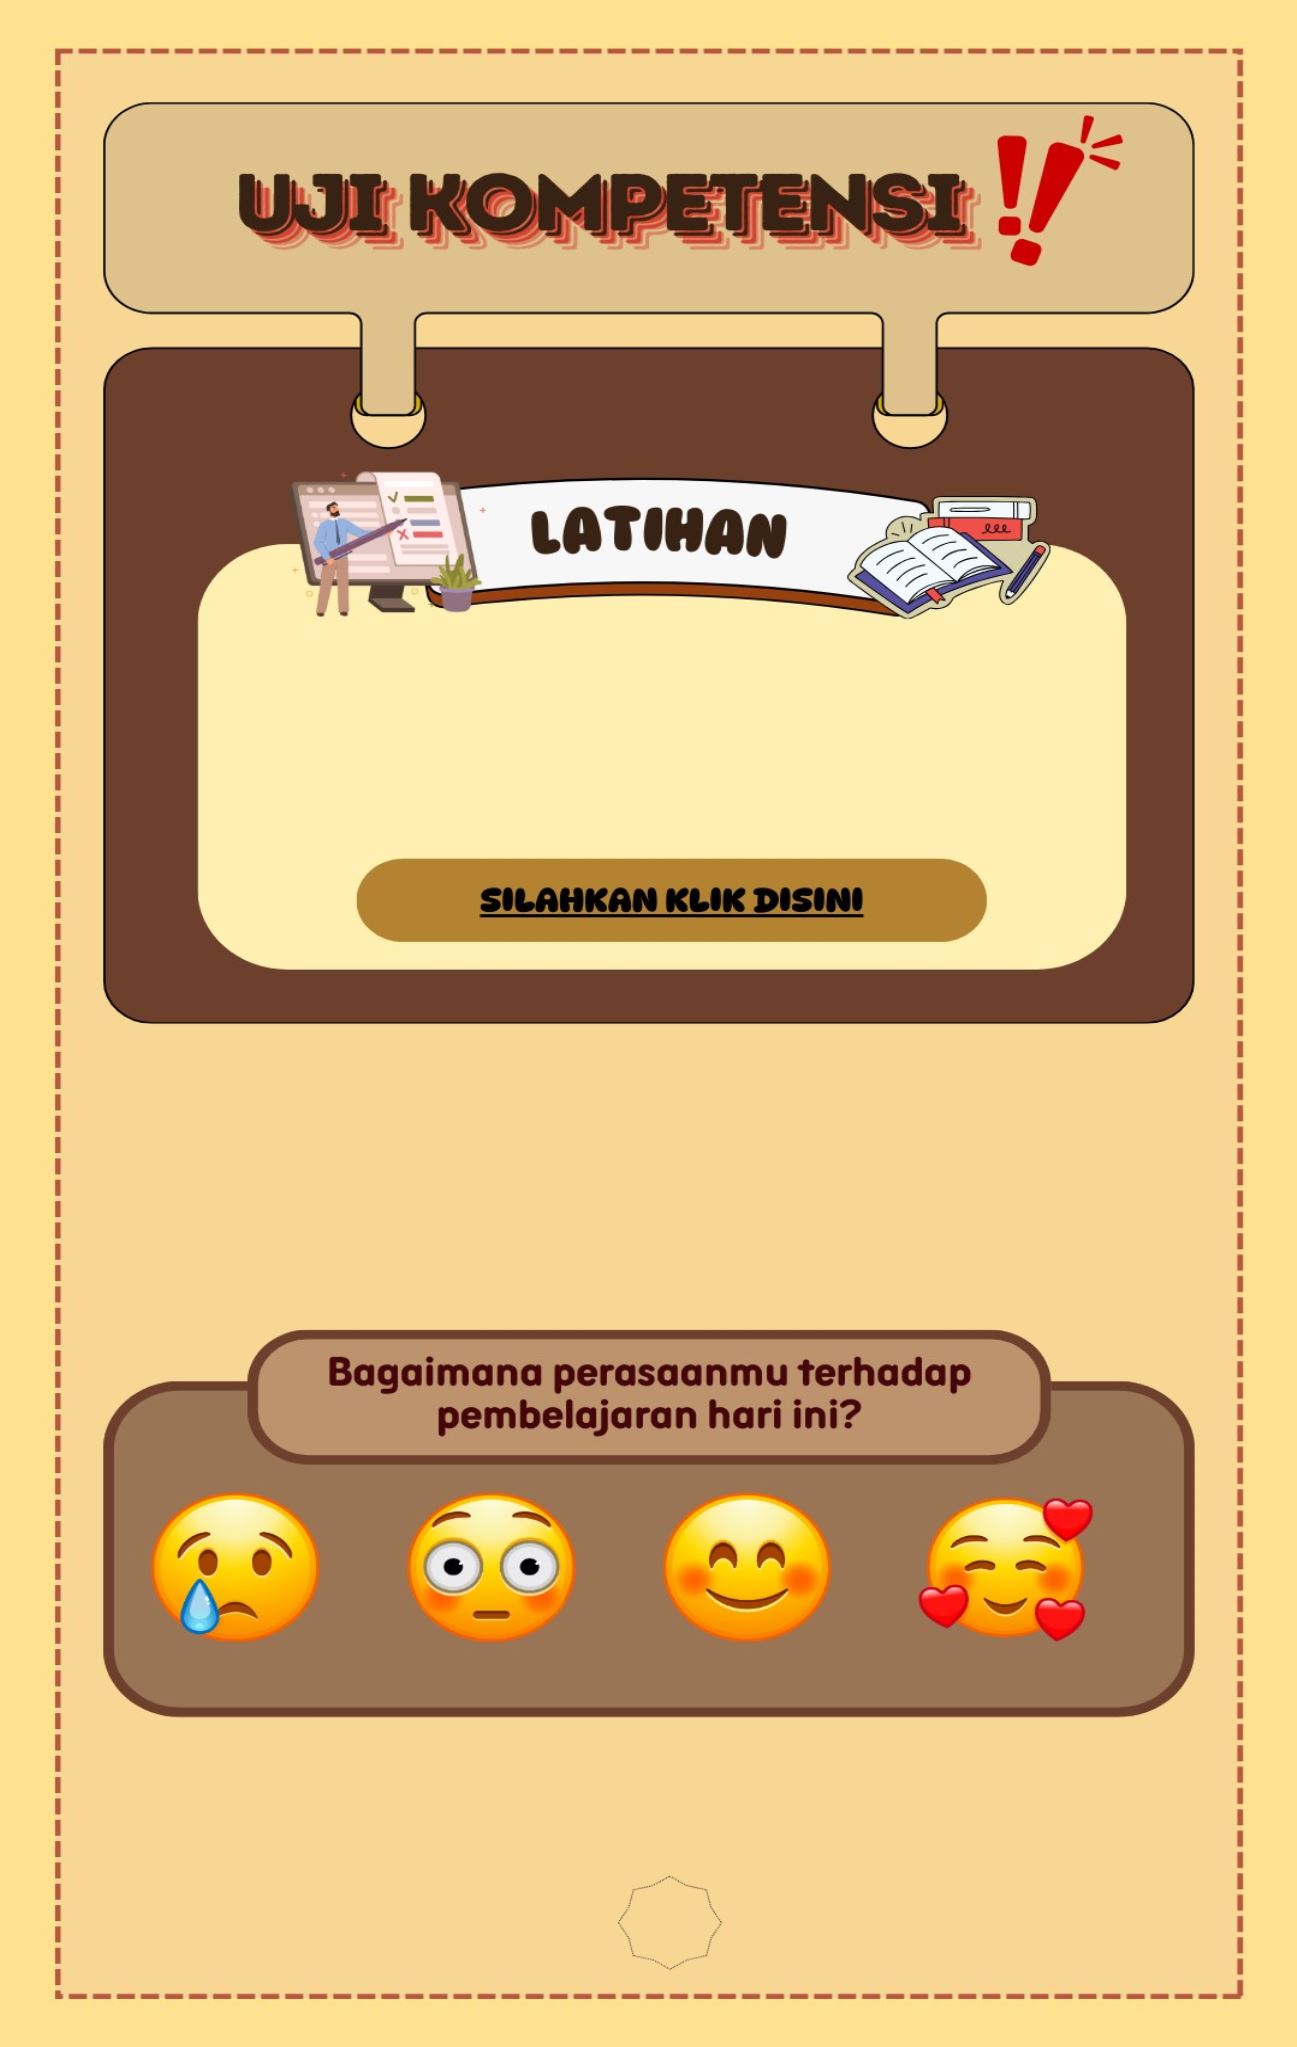 UJI KOMPETENSI
LATIHAN
SILAHKAN KLIK DISINI
Bagaimana perasaanmu terhadap
pembelajaran hari ini?